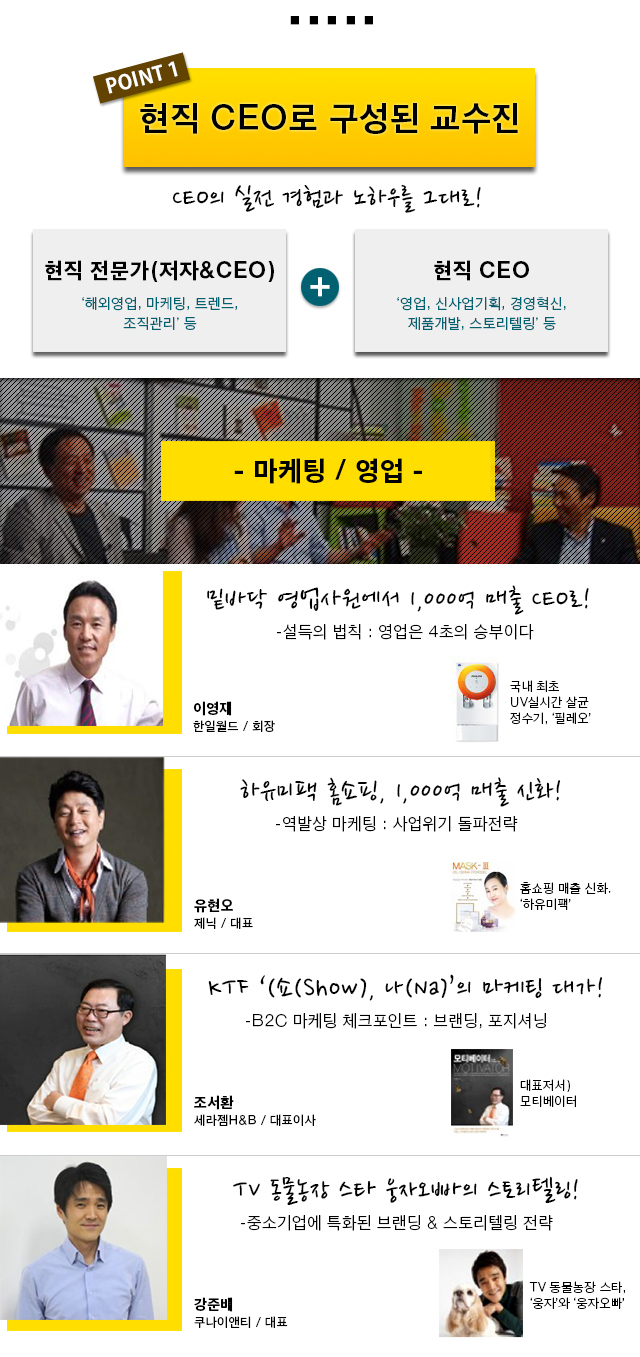 POINT 1
현직 CEO로 구성된 교수진
CEO의 실전 경험과 노하우를 그대로!
현직 전문가(저자&CEO)
‘해외영업, 마케팅, 트렌드,
조직관리’ 등
현직 CEO
‘영업, 신사업기획, 경영혁신,
제품개발, 스토리텔링’ 등
- 마케팅 / 영업 -
밑바닥 영업사원에서 1,000억 매출 CEO로!
-설득의 법칙 : 영업은 4초의 승부이다
이영재
한일월드 / 회장
국내 최초
UV실시간 살균
정수기, ‘필레오’
하유미팩 홈쇼핑, 1,000억 매출 신화!
-역발상 마케팅 : 사업위기 돌파전략
유현오
제닉 / 대표
MASK-III
홈쇼핑 매출 신화.
‘하유미팩’
KTF ‘(쇼(Show), 나(Na)’의 마케팅 대가!
-B2C 마케팅 체크포인트 : 브랜딩, 포지셔닝
조서환
세라젬H&B / 대표이사
모티베이터
MOTIVATOR
대표저서)
모티베이터
TV 동물농장 스타 웅자오빠의 스토리텔링!
-중소기업에 특화된 브랜딩 & 스토리텔링 전략
강준배
쿠나이앤티 / 대표
TV 동물농장 스타,
‘웅자’와 ‘웅자오빠’